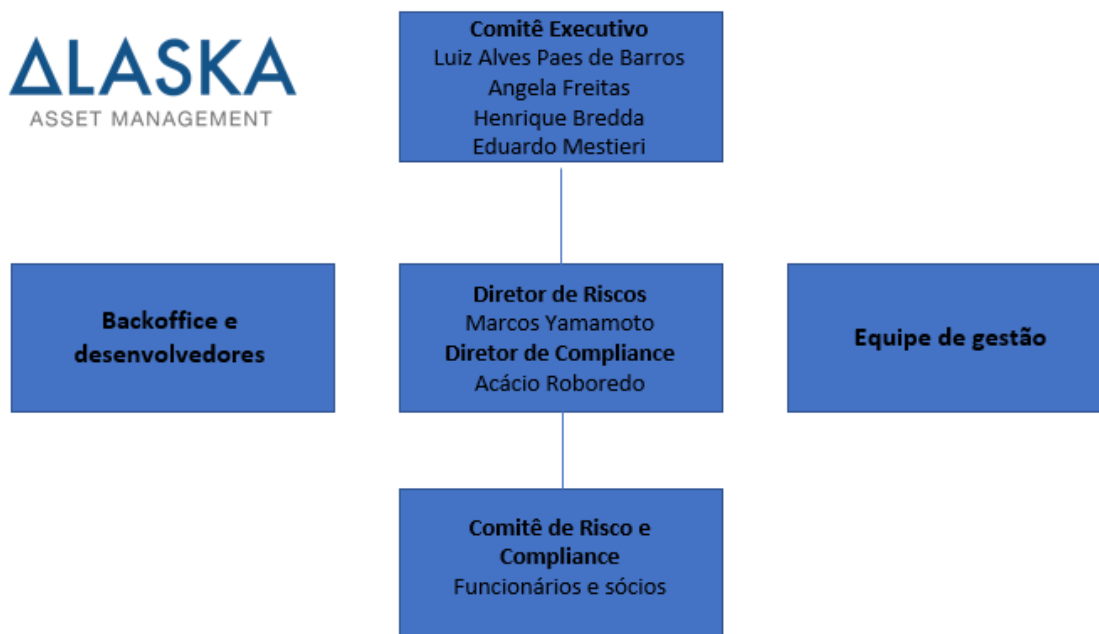 ALASKA
ASSET MANAGEMENT
Comitê Executivo
Luiz Alves Paes de Barros
Angela Freitas
Henrique Bredda
Eduardo Mestieri
Backoffice e
desenvolvedores
Diretor de Riscos
Marcos Yamamoto
Diretor de Compliance
Acácio Roboredo
Equipe de gestão
Comitê de Risco e
Compliance
Funcionários e sócios